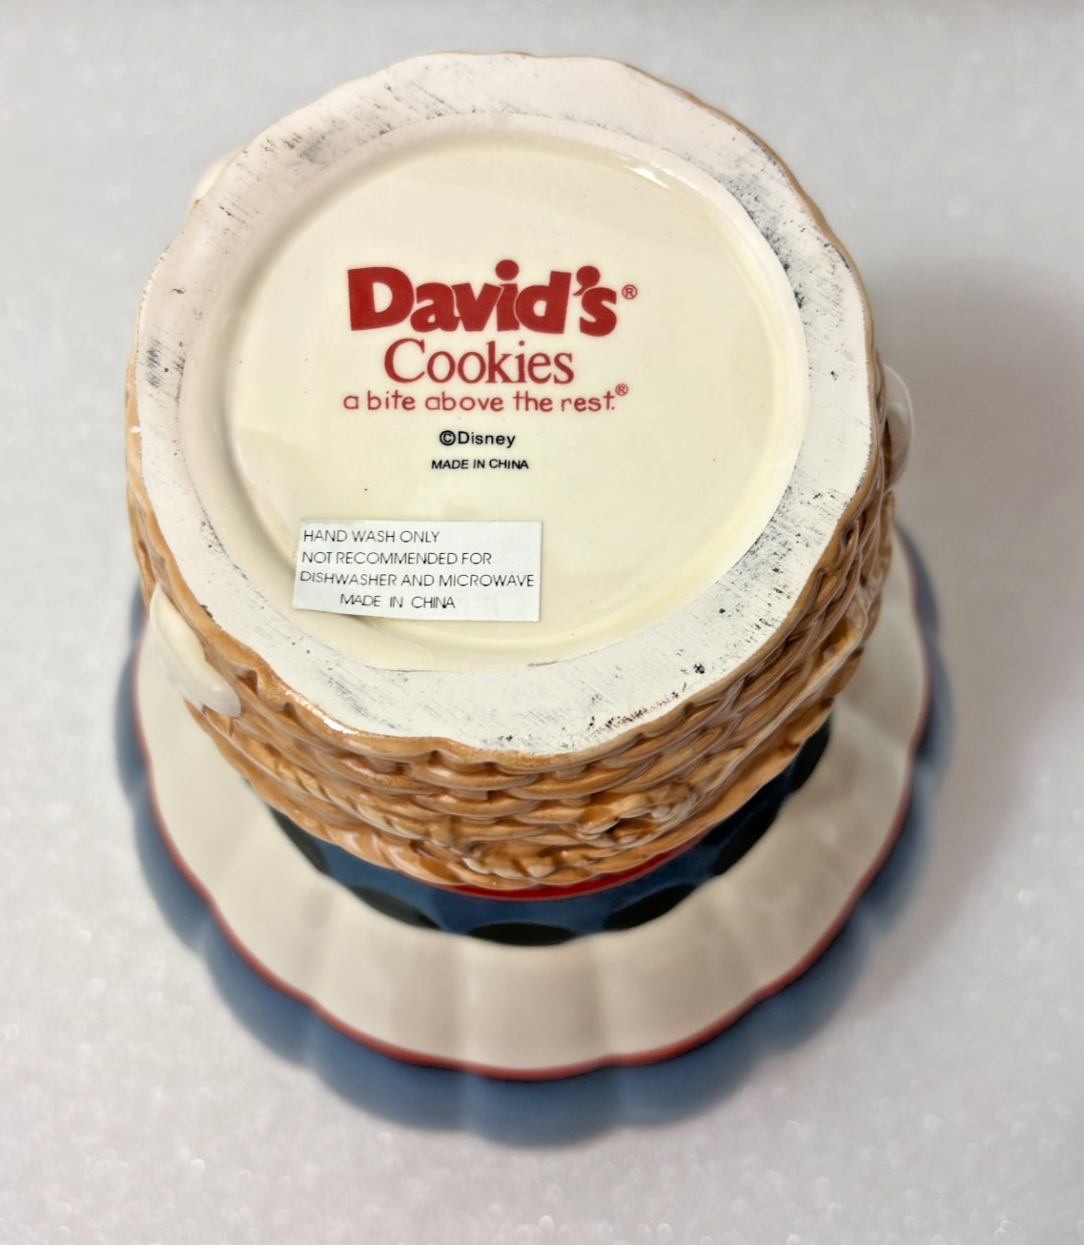 David's®
Cookies
a bite above the rest.®
©Disney
MADE IN CHINA
HAND WASH ONLY
NOT RECOMMENDED FOR
DISHWASHER AND MICROWAVE
MADE IN CHINA